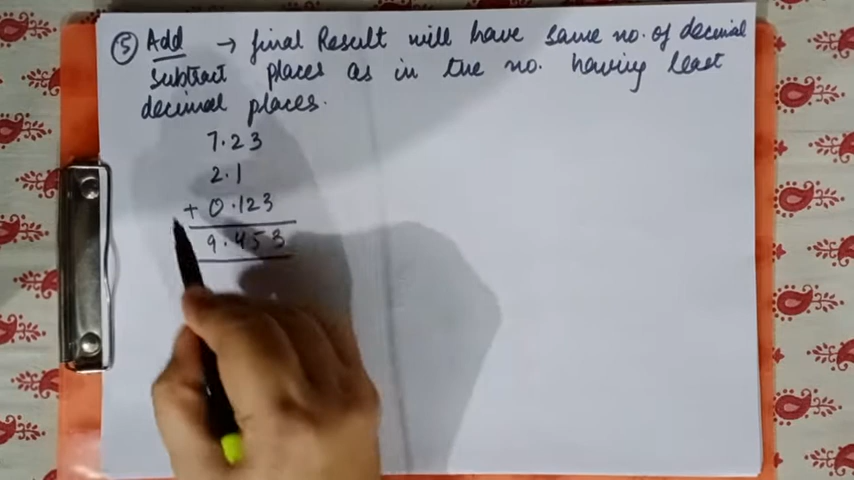 ⑤ Add → final Result will have same no. of decimal
subtract places as in the no. having least
decimal places.
7.23
2.1
+ 0.123
9.453